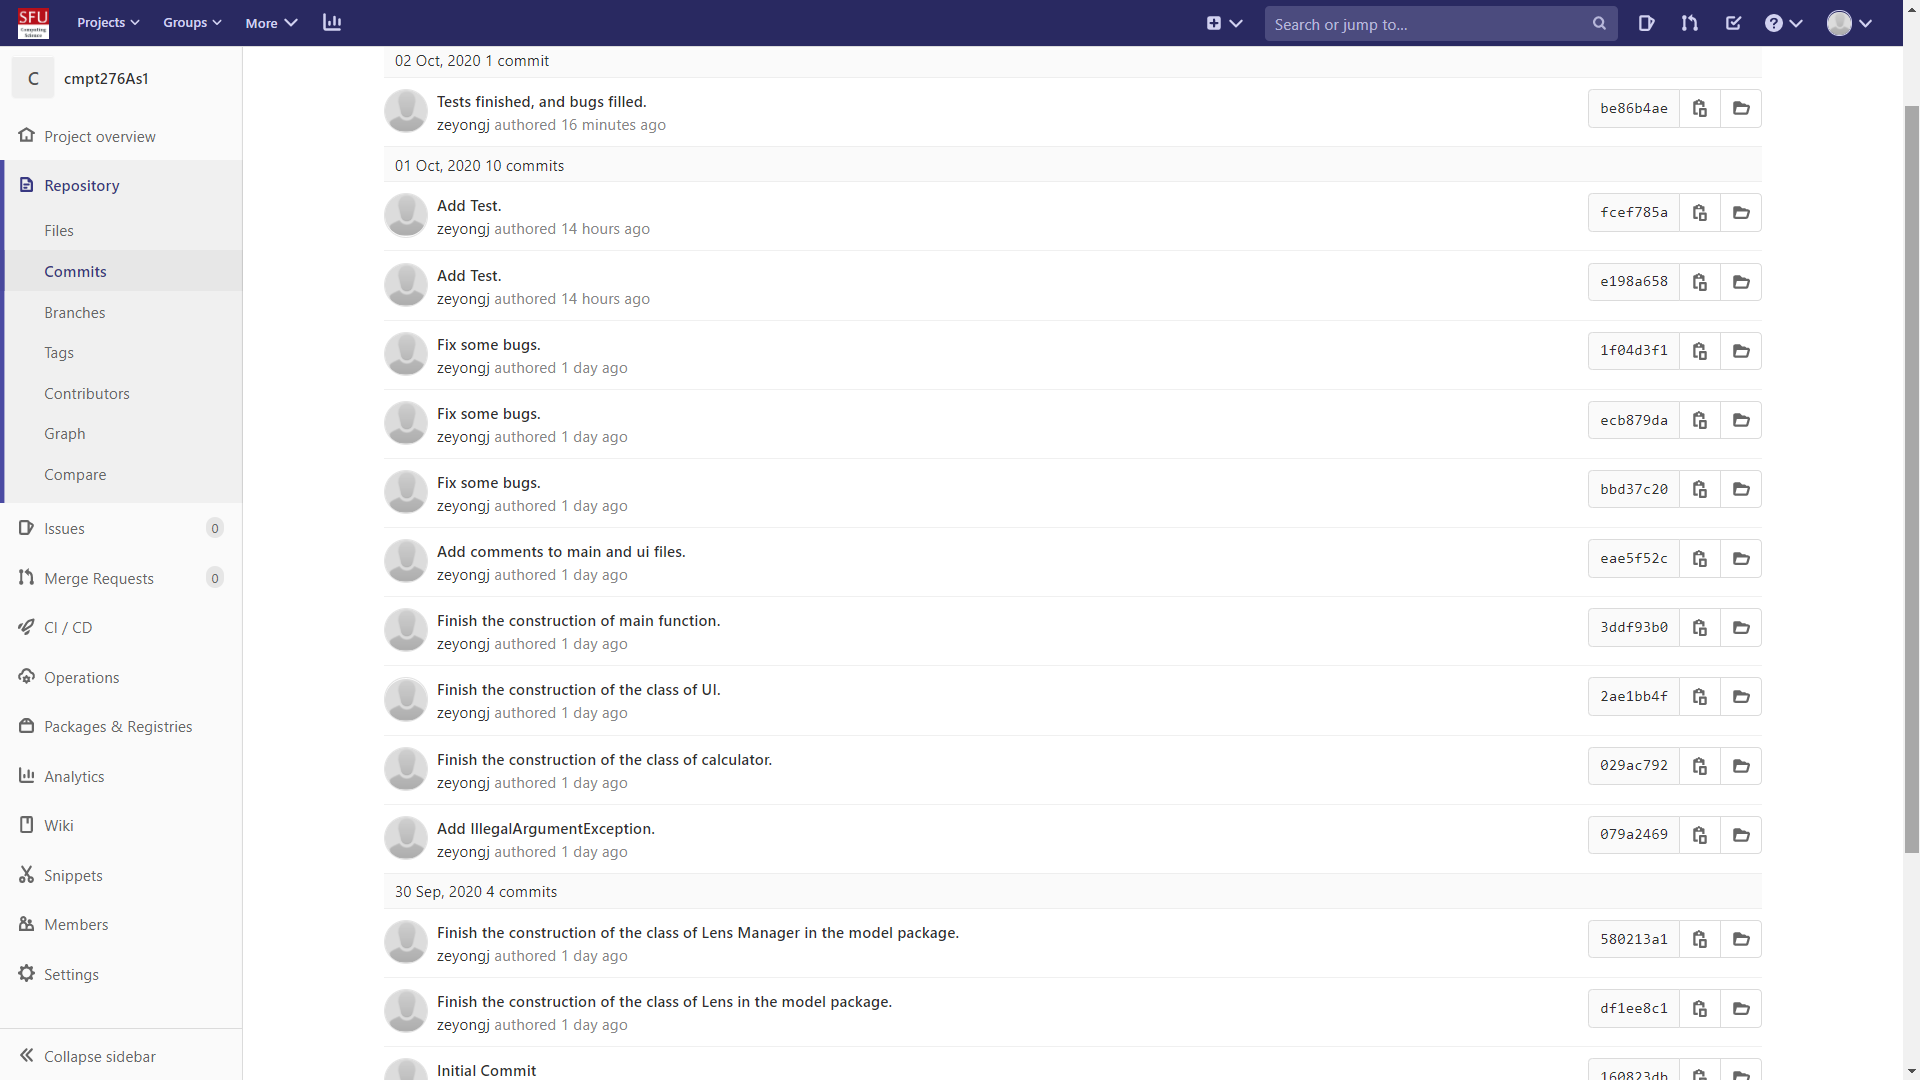 SFU
Computing
Science
Projects
Groups
More
Search or jump to...
C
cmpt276As1
Project overview
Repository
Files
Commits
Branches
Tags
Contributors
Graph
Compare
Issues 0
Merge Requests 0
CI / CD
Operations
Packages & Registries
Analytics
Wiki
Snippets
Members
Settings
Collapse sidebar
02 Oct, 2020 1 commit
Tests finished, and bugs filled.
zeyongj authored 16 minutes ago
be86b4ae
01 Oct, 2020 10 commits
Add Test.
zeyongj authored 14 hours ago
fcef785a
Add Test.
zeyongj authored 14 hours ago
e198a658
Fix some bugs.
zeyongj authored 1 day ago
1f04d3f1
Fix some bugs.
zeyongj authored 1 day ago
ecb879da
Fix some bugs.
zeyongj authored 1 day ago
bbd37c20
Add comments to main and ui files.
zeyongj authored 1 day ago
eae5f52c
Finish the construction of main function.
zeyongj authored 1 day ago
3ddf93b0
Finish the construction of the class of UI.
zeyongj authored 1 day ago
2ae1bb4f
Finish the construction of the class of calculator.
zeyongj authored 1 day ago
029ac792
Add IllegalArgumentException.
zeyongj authored 1 day ago
079a2469
30 Sep, 2020 4 commits
Finish the construction of the class of Lens Manager in the model package.
zeyongj authored 1 day ago
580213a1
Finish the construction of the class of Lens in the model package.
zeyongj authored 1 day ago
df1ee8c1
Initial Commit
160823db